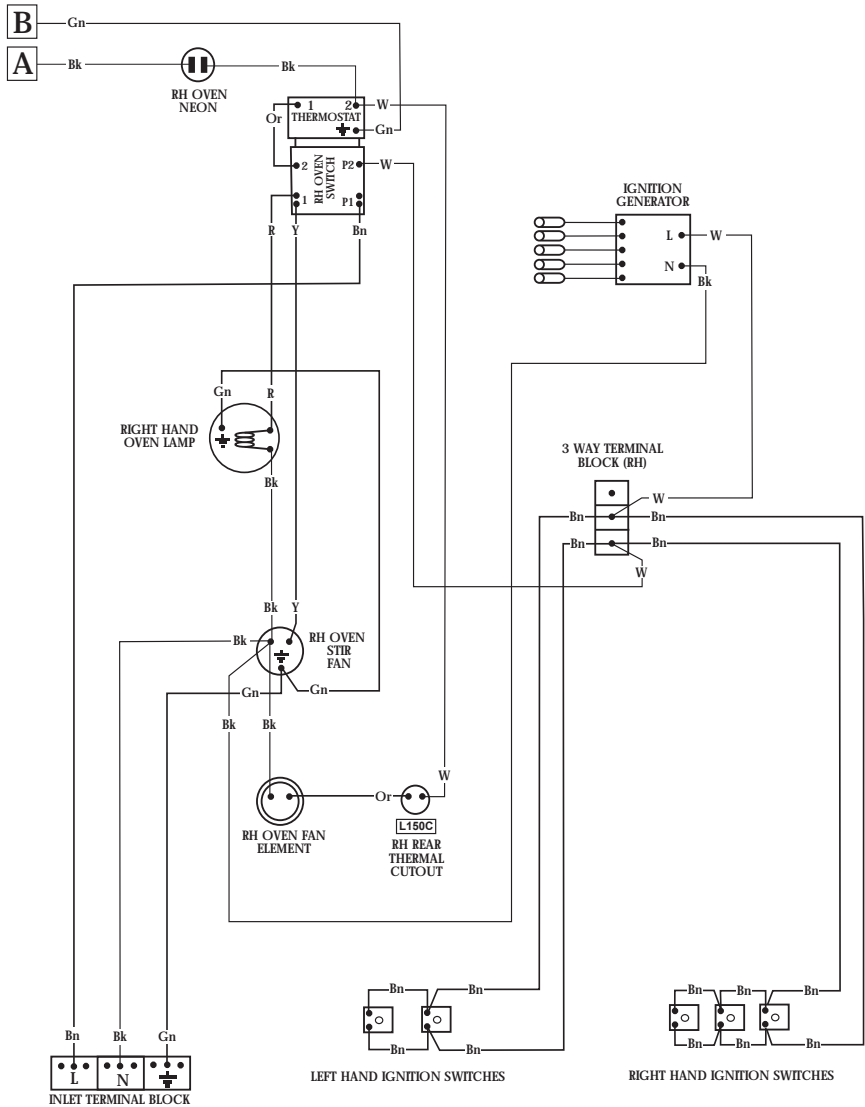 B
Gn
A
Bk
Bk
RH OVEN
NEON
1
2
W
Or
THERMOSTAT
Gn
2
P2
W
RH OVEN
SWITCH
1
P1
R
Y
Bn
IGNITION
GENERATOR
L
W
N
Bk
Gn
R
RIGHT HAND
OVEN LAMP
Bk
3 WAY TERMINAL
BLOCK (RH)
W
Bn
Bn
Bn
Bn
W
Bk
Y
Bk
RH OVEN
STIR
FAN
Gn
Gn
Bk
Bk
W
Or
L150C
RH OVEN FAN
ELEMENT
RH REAR
THERMAL
CUTOUT
Bn
Bn
Bn
Bn
Bn
Bn
Bn
Bn
Bn
Bn
Bn
Bk
Gn
L
N
INLET TERMINAL BLOCK
LEFT HAND IGNITION SWITCHES
RIGHT HAND IGNITION SWITCHES